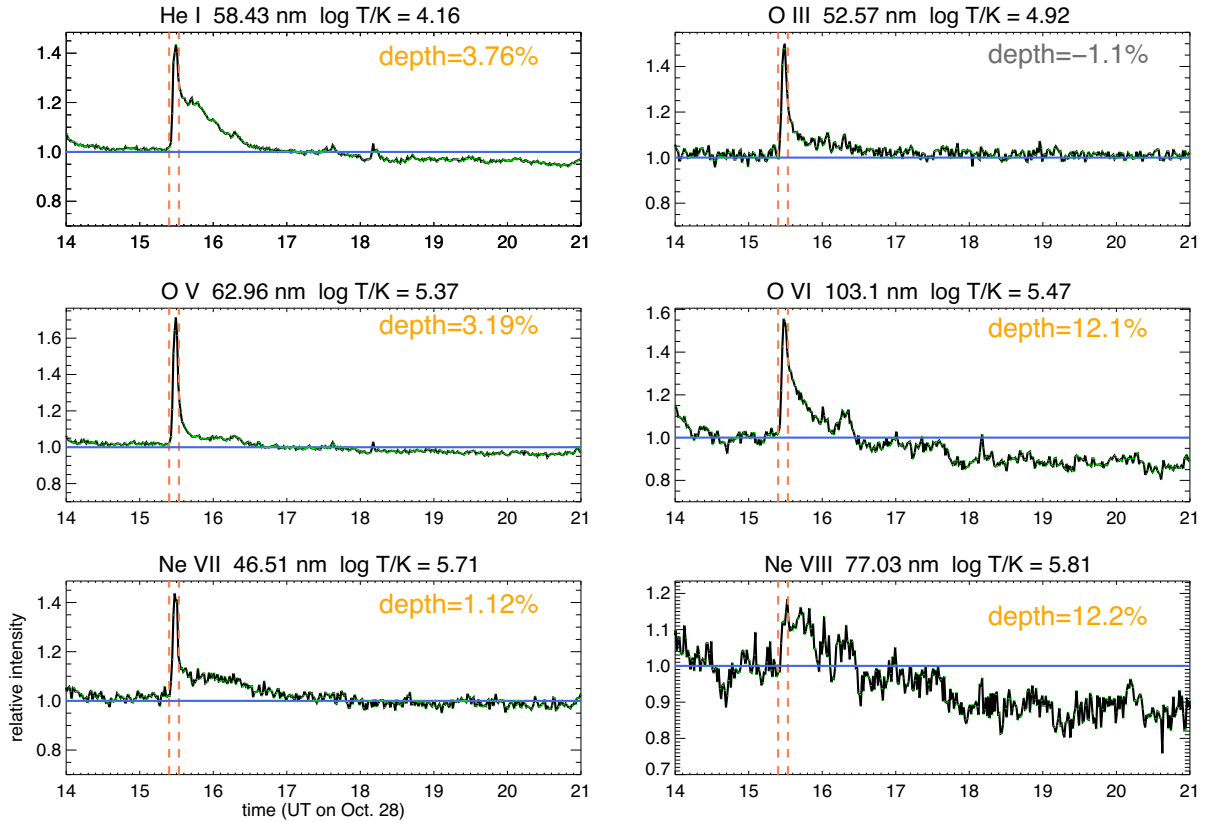 He I 58.43 nm log T/K = 4.16
depth=3.76%
1.4
1.2
1.0
0.8
14 15 16 17 18 19 20 21
O III 52.57 nm log T/K = 4.92
depth=−1.1%
1.4
1.2
1.0
0.8
14 15 16 17 18 19 20 21
O V 62.96 nm log T/K = 5.37
depth=3.19%
1.6
1.4
1.2
1.0
0.8
14 15 16 17 18 19 20 21
O VI 103.1 nm log T/K = 5.47
depth=12.1%
1.6
1.4
1.2
1.0
0.8
14 15 16 17 18 19 20 21
Ne VII 46.51 nm log T/K = 5.71
depth=1.12%
1.4
1.2
1.0
0.8
relative intensity
14 15 16 17 18 19 20 21
time (UT on Oct. 28)
Ne VIII 77.03 nm log T/K = 5.81
depth=12.2%
1.2
1.1
1.0
0.9
0.8
0.7
14 15 16 17 18 19 20 21